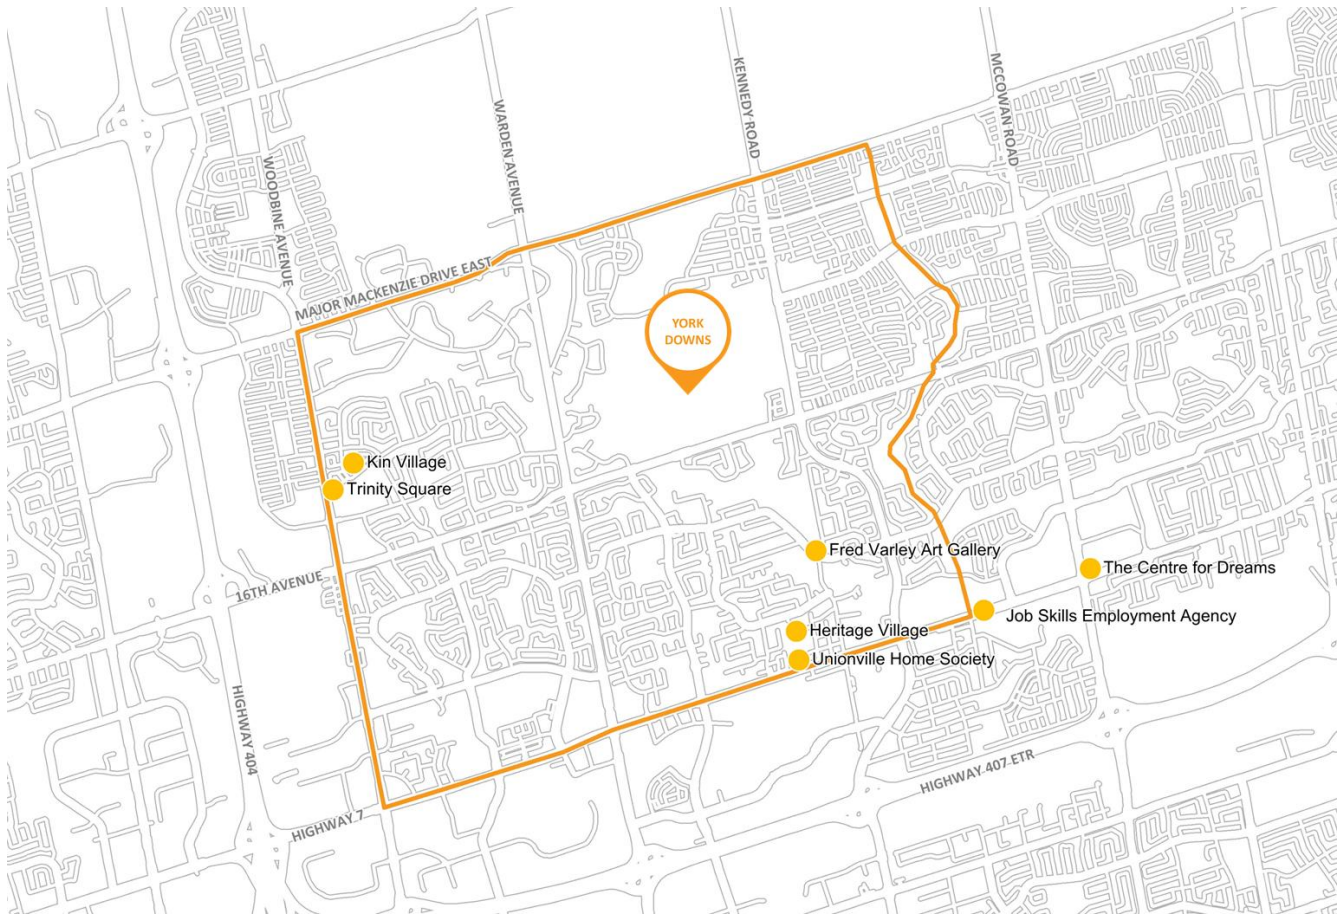 KENNEDY ROAD
MCCOWAN ROAD
WARDEN AVENUE
WOODBINE AVENUE
MAJOR MACKENZIE DRIVE EAST
YORK
DOWNS
Kin Village
Trinity Square
Fred Varley Art Gallery
The Centre for Dreams
16TH AVENUE
Job Skills Employment Agency
Heritage Village
Unionville Home Society
HIGHWAY 404
HIGHWAY 407 ETR
HIGHWAY 7